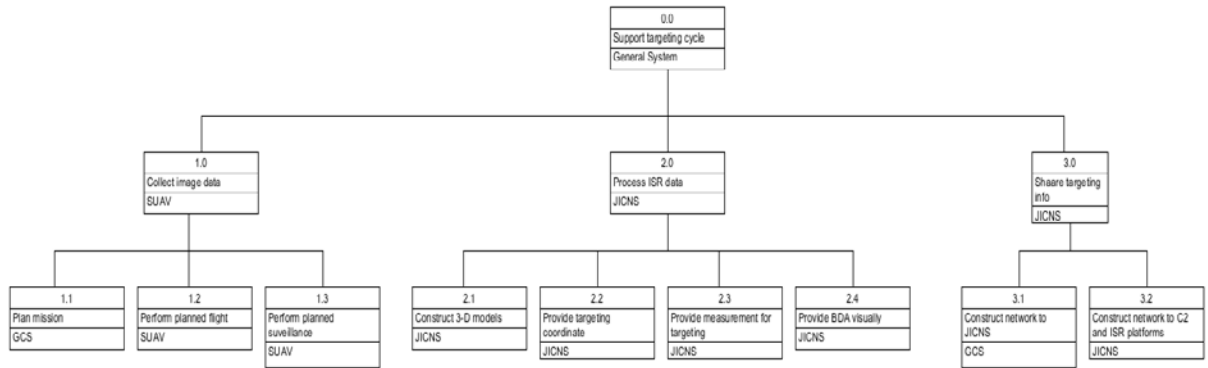 0.0
Support targeting cycle
General System
1.0
Collect image data
SUAV
2.0
Process ISR data
JICNS
3.0
Shaare targeting
info
JICNS
1.1
Plan mission
GCS
1.2
Perform planned flight
SUAV
1.3
Perform planned
suveillance
SUAV
2.1
Construct 3-D models
JICNS
2.2
Provide targeting
coordinate
JICNS
2.3
Provide measurement for
targeting
JICNS
2.4
Provide BDA visually
JICNS
3.1
Construct network to
JICNS
GCS
3.2
Construct network to C2
and ISR platforms
JICNS